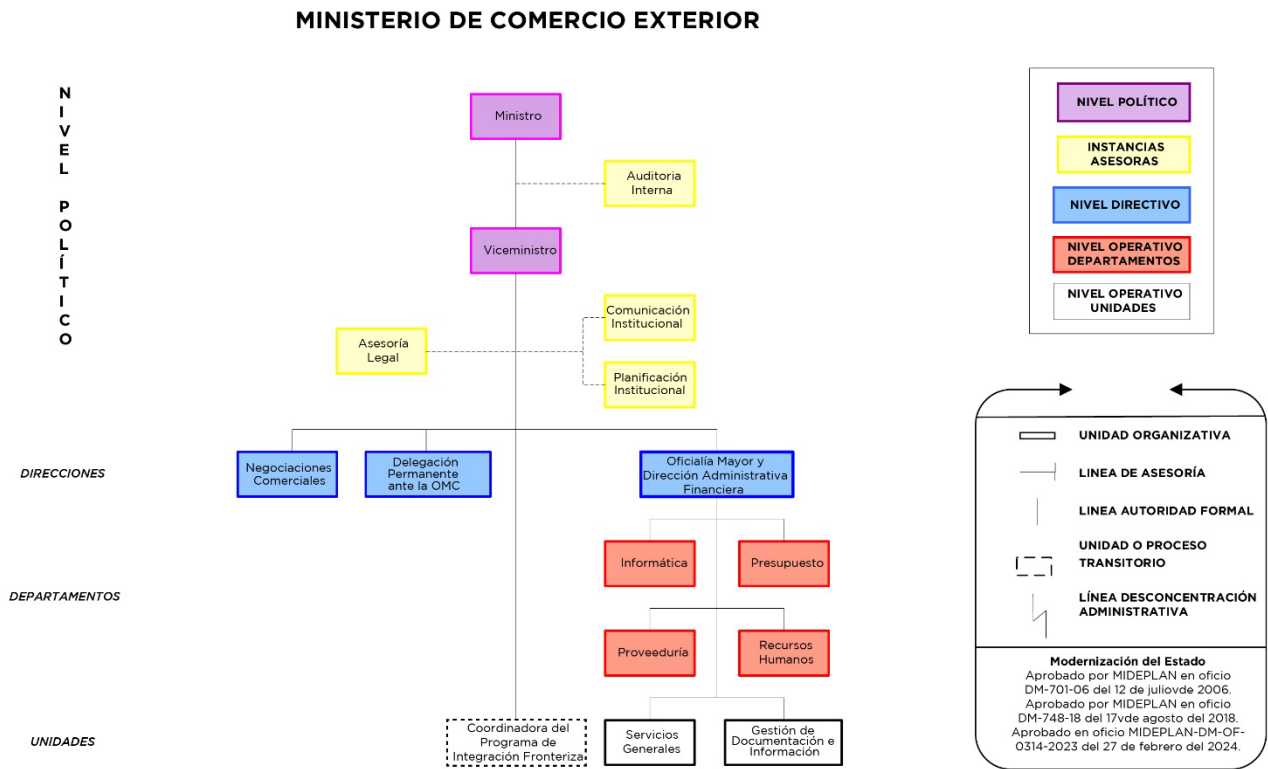 MINISTERIO DE COMERCIO EXTERIOR
NIVEL POLÍTICO
Ministro
Auditoria
Interna
Viceministro
Comunicación
Institucional
Asesoría
Legal
Planificación
Institucional
DIRECCIONES
Negociaciones
Comerciales
Delegación
Permanente
ante la OMC
Oficialía Mayor y
Dirección Administrativa
Financiera
DEPARTAMENTOS
Informática
Presupuesto
Proveeduría
Recursos
Humanos
UNIDADES
Coordinadora del
Programa de
Integración Fronteriza
Servicios
Generales
Gestión de
Documentación e
Información
NIVEL POLÍTICO
INSTANCIAS
ASESORAS
NIVEL DIRECTIVO
NIVEL OPERATIVO
DEPARTAMENTOS
NIVEL OPERATIVO
UNIDADES
UNIDAD ORGANIZATIVA
LINEA DE ASESORÍA
LINEA AUTORIDAD FORMAL
UNIDAD O PROCESO
TRANSITORIO
LÍNEA DESCONCENTRACIÓN
ADMINISTRATIVA
Modernización del Estado
Aprobado por MIDEPLAN en oficio
DM-701-06 del 12 de juliovde 2006.
Aprobado por MIDEPLAN en oficio
DM-748-18 del 17vde agosto del 2018.
Aprobado en oficio MIDEPLAN-DM-OF-
0314-2023 del 27 de febrero del 2024.